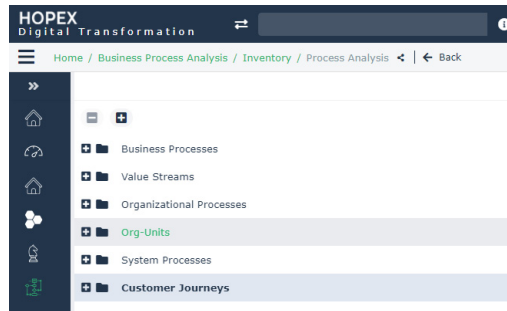 HOPEX
Digital Transformation
Home / Business Process Analysis / Inventory / Process Analysis Back
Business Processes
Value Streams
Organizational Processes
Org-Units
System Processes
Customer Journeys